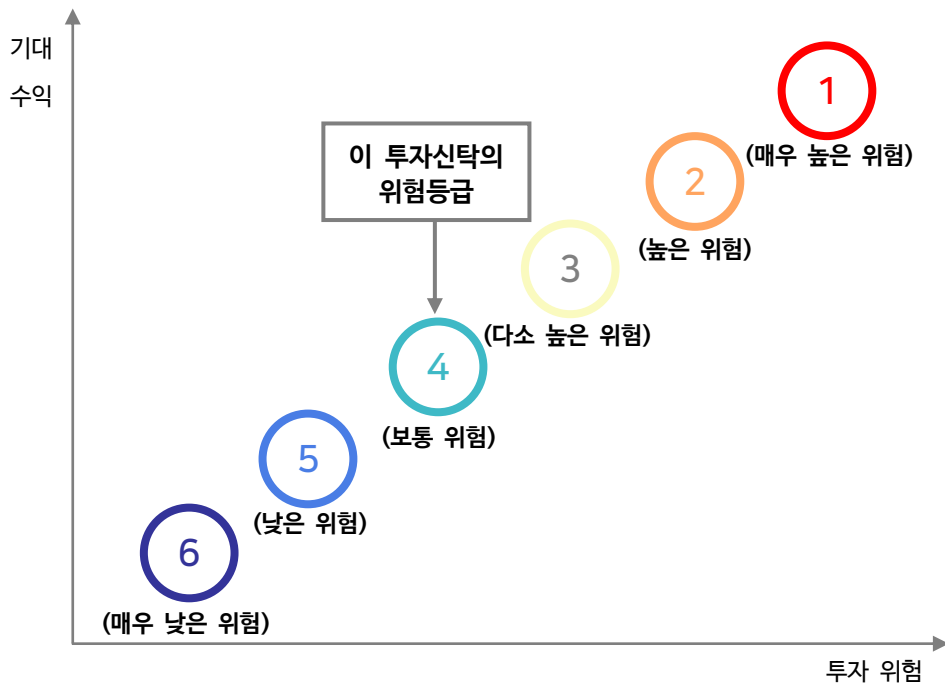 기대
수익
1
(매우 높은 위험)
이 투자신탁의
위험등급
2
(높은 위험)
3
(다소 높은 위험)
4
(보통 위험)
5
(낮은 위험)
6
(매우 낮은 위험)
투자 위험